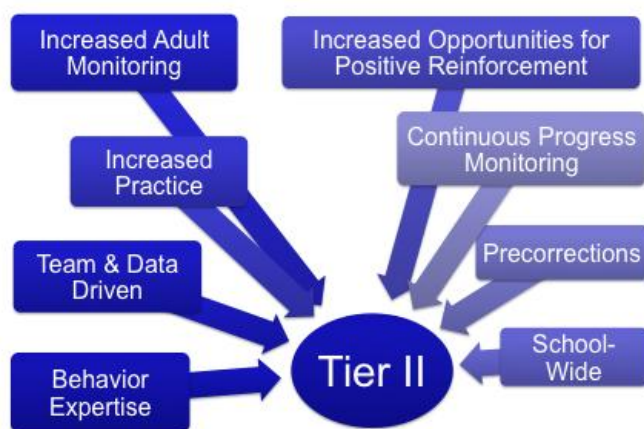 Increased Adult
Monitoring
Increased Opportunities for
Positive Reinforcement
Increased
Practice
Continuous Progress
Monitoring
Team & Data
Driven
Precorrections
Behavior
Expertise
Tier II
School-
Wide